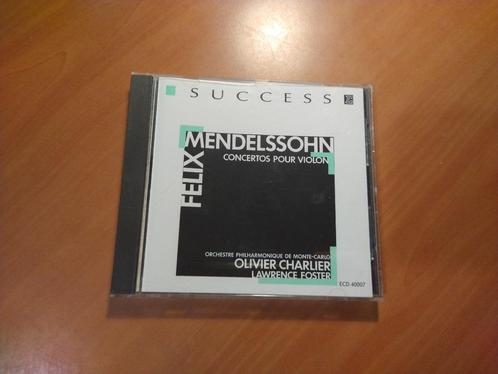 SUCCESS
FELIX
MENDELSSOHN
CONCERTOS POUR VIOLON
ORCHESTRE PHILHARMONIQUE DE MONTE-CARLO
OLIVIER CHARLIER
LAWRENCE FOSTER
ECD 40007